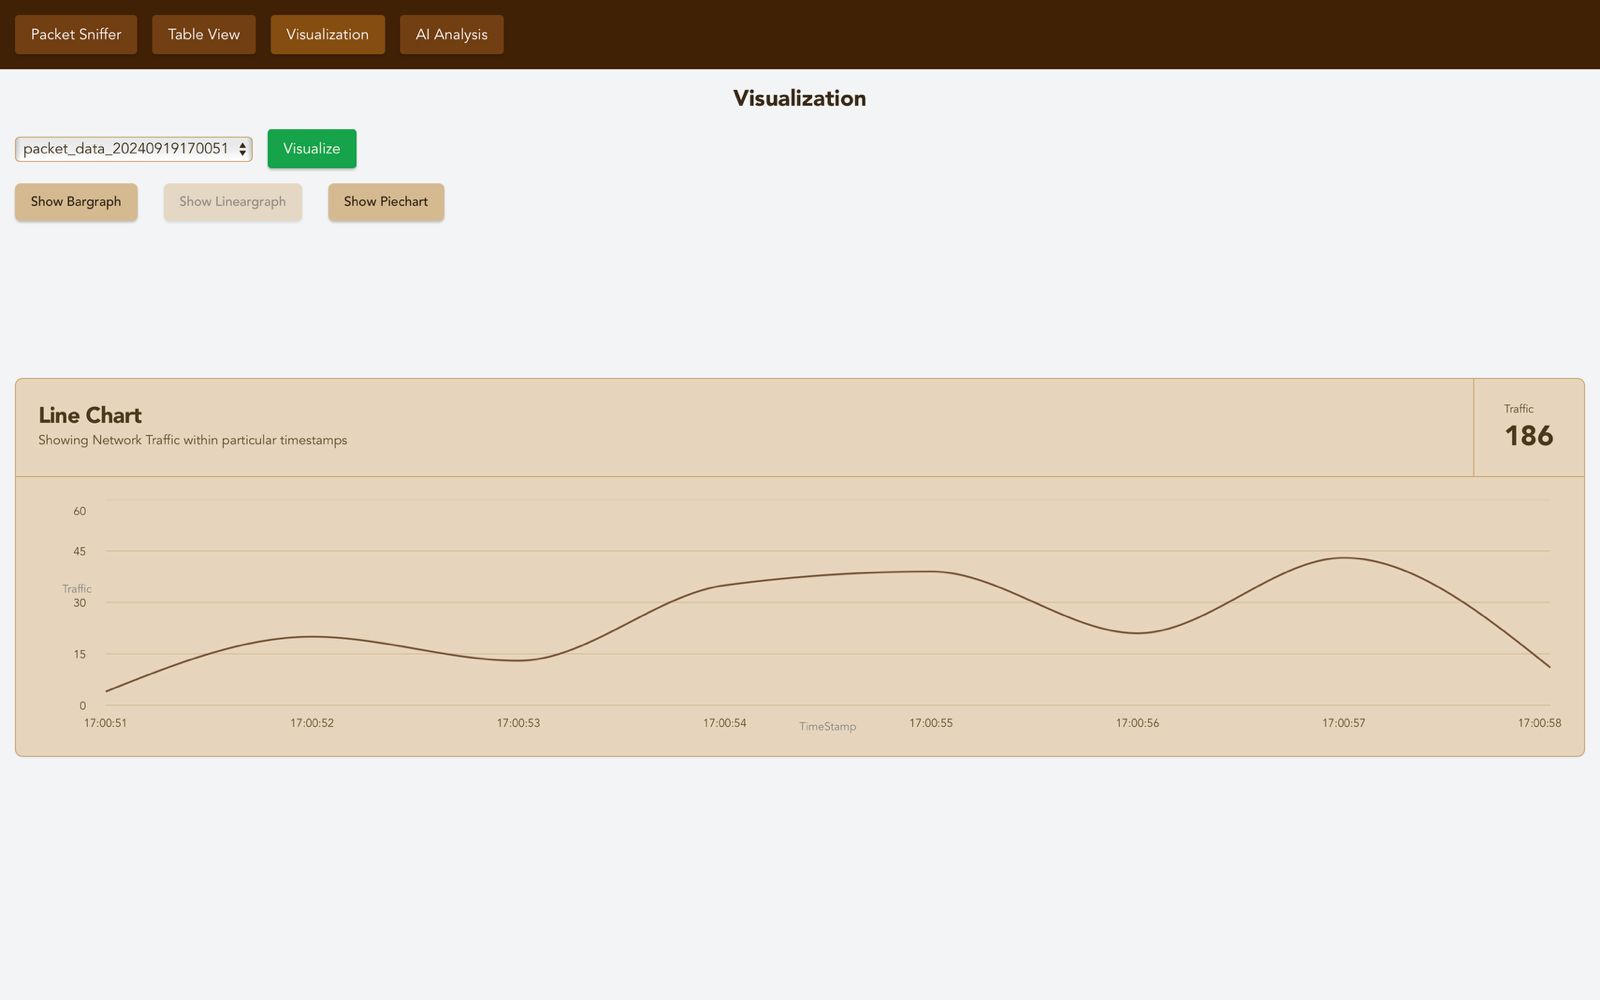 Packet Sniffer
Table View
Visualization
AI Analysis
Visualization
packet_data_20240919170051
Visualize
Show Bargraph
Show Lineargraph
Show Piechart
Line Chart
Showing Network Traffic within particular timestamps
Traffic
186
60
45
Traffic
30
15
0
17:00:51
17:00:52
17:00:53
17:00:54
TimeStamp
17:00:55
17:00:56
17:00:57
17:00:58